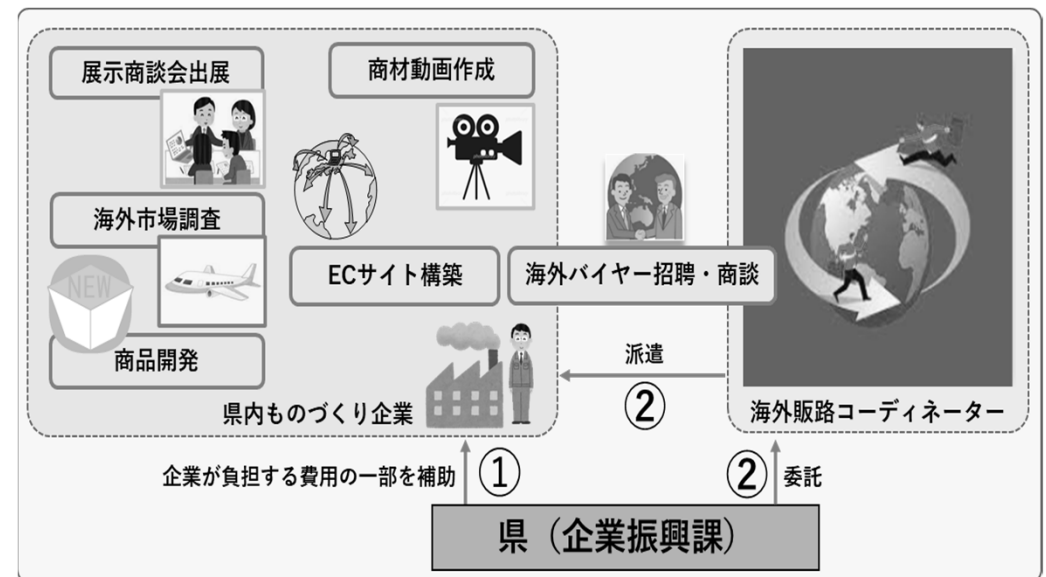 展示商談会出展
商材動画作成
海外市場調査
NEW
ECサイト構築
海外バイヤー招聘・商談
商品開発
県内ものづくり企業
派遣
②
海外販路コーディネーター
企業が負担する費用の一部を補助
①
②
委託
県（企業振興課）